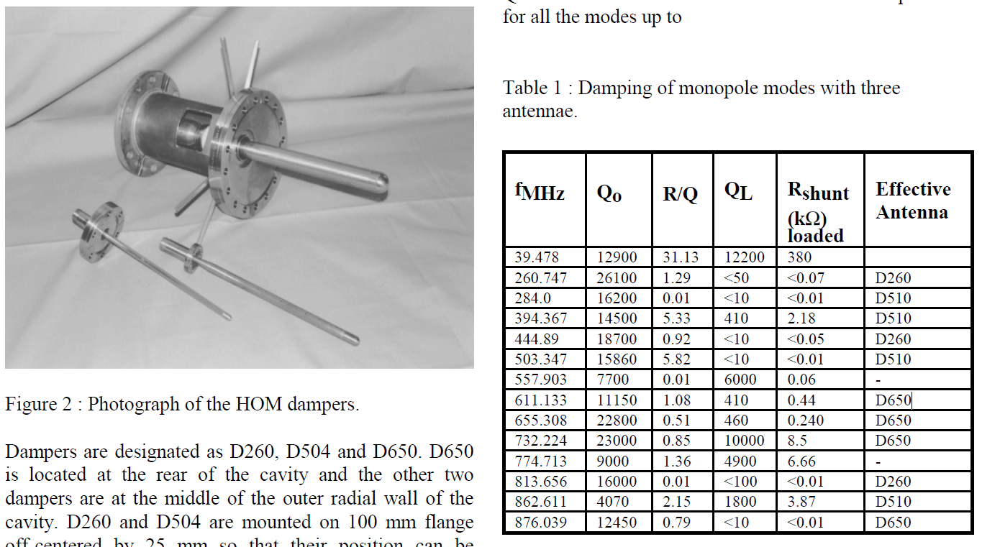 for all the modes up to
Table 1 : Damping of monopole modes with three
antennae.
fMHz Qo R/Q QL Rshunt (kΩ) loaded Effective Antenna
39.478 12900 31.13 12200 380
260.747 26100 1.29 <50 <0.07 D260
284.0 16200 0.01 <10 <0.01 D510
394.367 14500 5.33 410 2.18 D510
444.89 18700 0.92 <10 <0.05 D260
503.347 15860 5.82 <10 <0.01 D510
557.903 7700 0.01 6000 0.06 -
611.133 11150 1.08 410 0.44 D650
655.308 22800 0.51 460 0.240 D650
732.224 23000 0.85 10000 8.5 D650
774.713 9000 1.36 4900 6.66 -
813.656 16000 0.01 <100 <0.01 D260
862.611 4070 2.15 1800 3.87 D510
876.039 12450 0.79 <10 <0.01 D650
Figure 2 : Photograph of the HOM dampers.
Dampers are designated as D260, D504 and D650. D650
is located at the rear of the cavity and the other two
dampers are at the middle of the outer radial wall of the
cavity. D260 and D504 are mounted on 100 mm flange
off centered by 25 mm so that their position can be